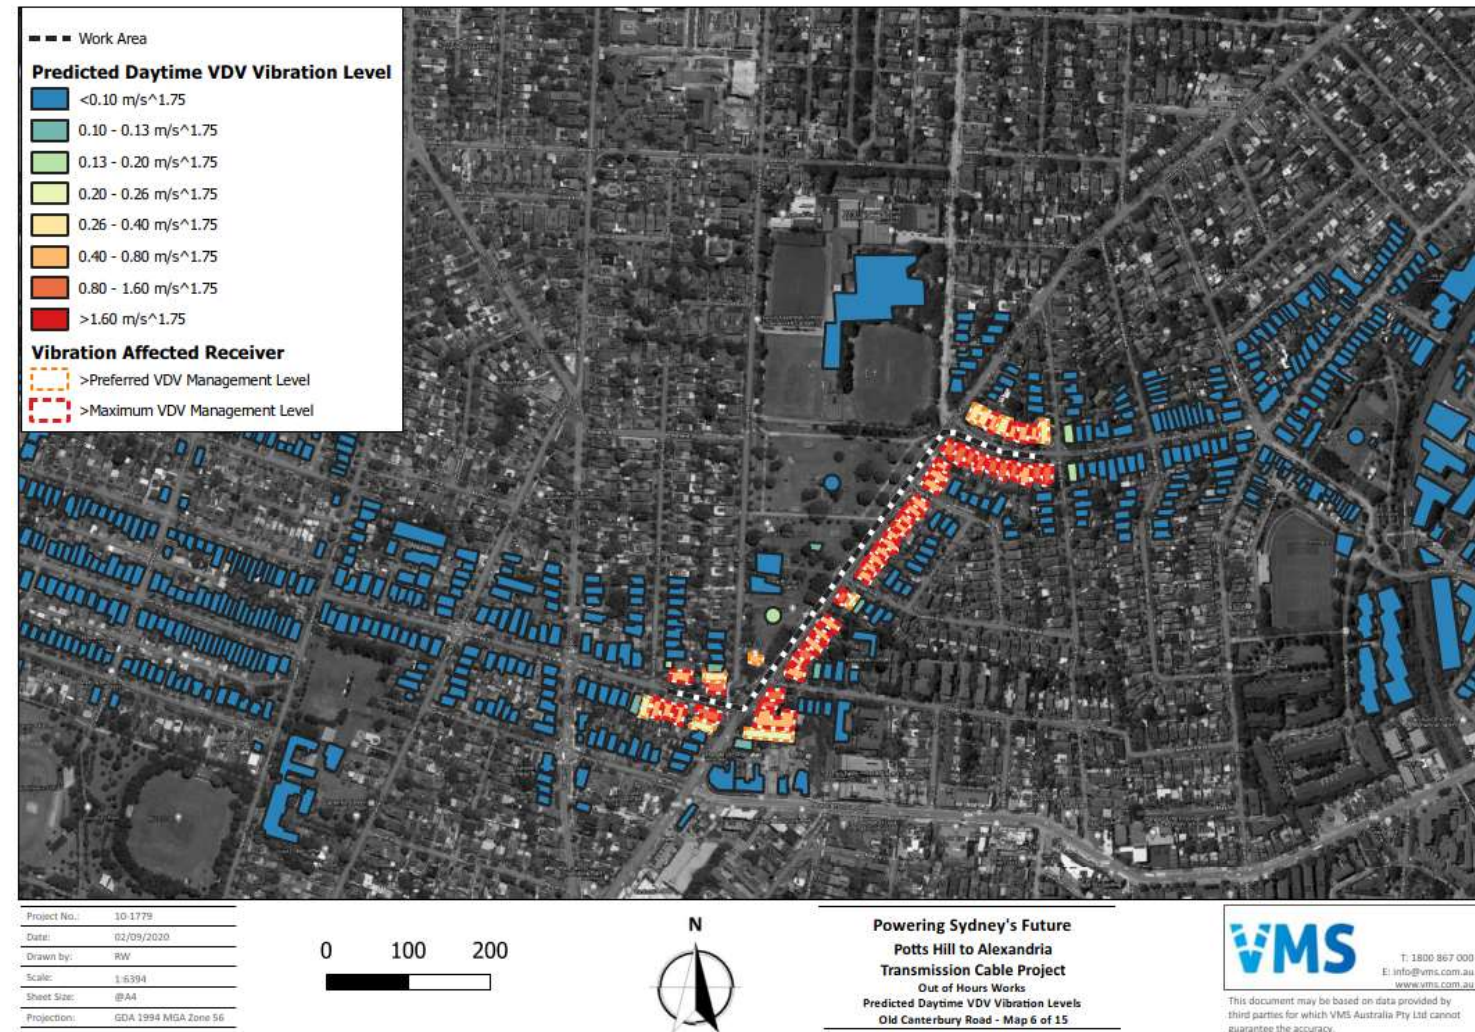 Work Area
Predicted Daytime VDV Vibration Level
<0.10 m/s^1.75
0.10 - 0.13 m/s^1.75
0.13 - 0.20 m/s^1.75
0.20 - 0.26 m/s^1.75
0.26 - 0.40 m/s^1.75
0.40 - 0.80 m/s^1.75
0.80 - 1.60 m/s^1.75
>1.60 m/s^1.75
Vibration Affected Receiver
>Preferred VDV Management Level
>Maximum VDV Management Level
Project No.: 10-1779
Date: 02/09/2020
Drawn by: RW
Scale: 1:6394
Sheet Size: @A4
Projection: GDA 1994 MGA Zone 56
0 100 200
N
Powering Sydney's Future
Potts Hill to Alexandria
Transmission Cable Project
Out of Hours Works
Predicted Daytime VDV Vibration Levels
Old Canterbury Road - Map 6 of 15
VMS
T: 1800 867 000
E: info@vms.com.au
www.vms.com.au
This document may be based on data provided by
third parties for which VMS Australia Pty Ltd cannot
guarantee the accuracy.